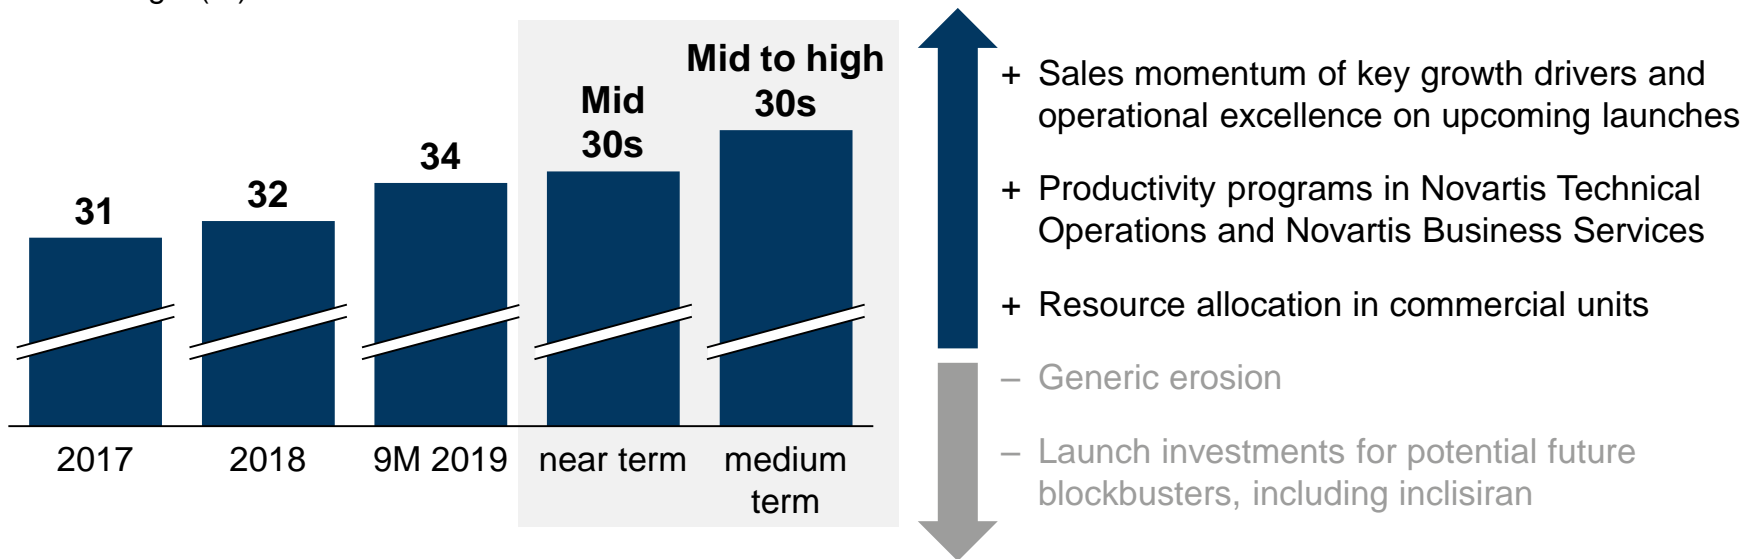 Mid to high
30s
Mid
30s
34
32
31
2017
2018
9M 2019
near term
medium
term
+ Sales momentum of key growth drivers and
operational excellence on upcoming launches
+ Productivity programs in Novartis Technical
Operations and Novartis Business Services
+ Resource allocation in commercial units
– Generic erosion
– Launch investments for potential future
blockbusters, including inclisiran